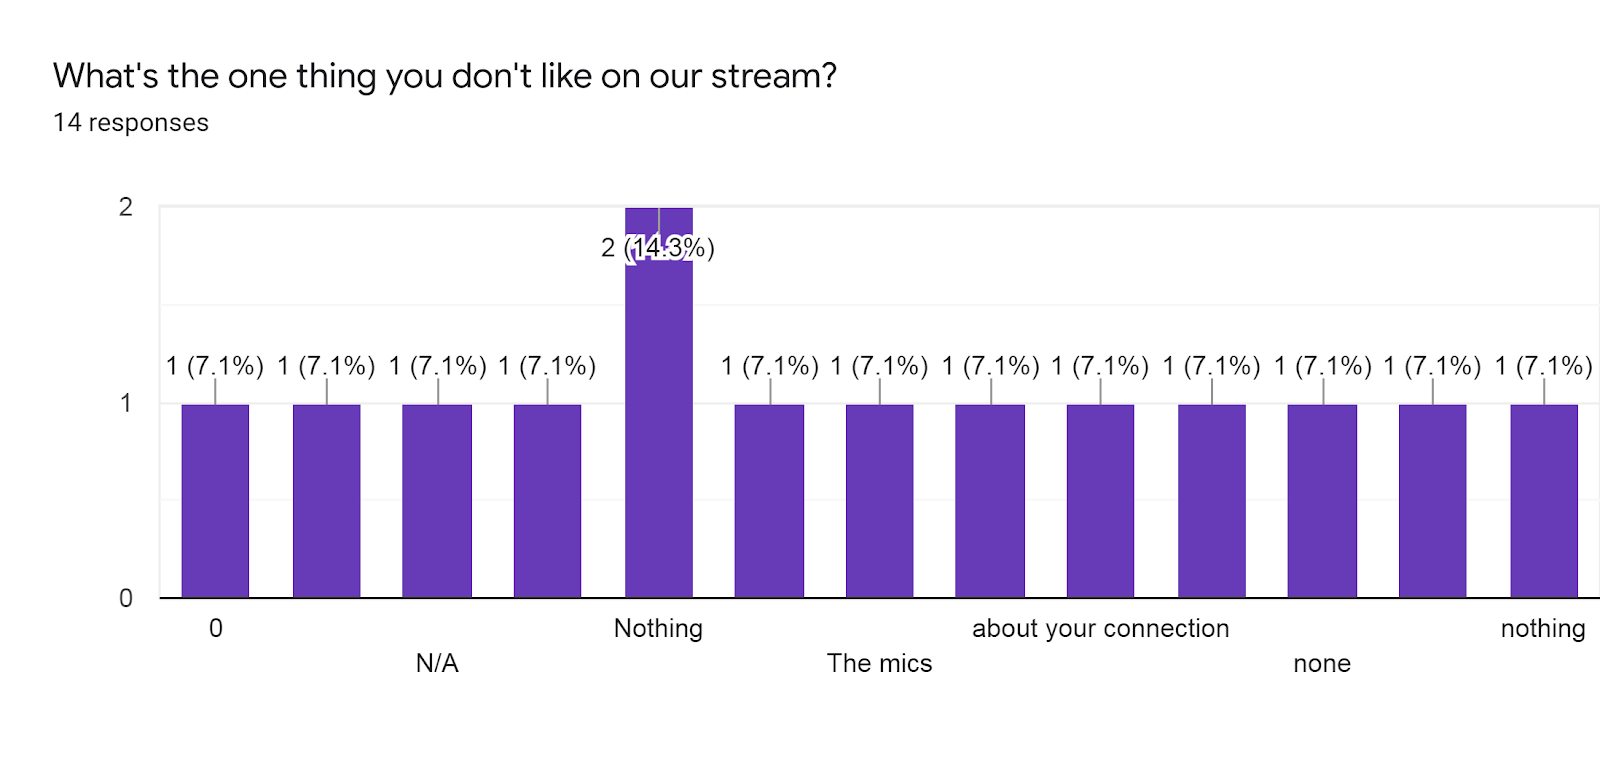 What's the one thing you don't like on our stream?
14 responses
2
2 (14.3%)
1 (7.1%) 1 (7.1%) 1 (7.1%) 1 (7.1%) 1 (7.1%) 1 (7.1%) 1 (7.1%) 1 (7.1%) 1 (7.1%) 1 (7.1%) 1 (7.1%) 1 (7.1%)
1
0
0 Nothing about your connection nothing
N/A The mics none